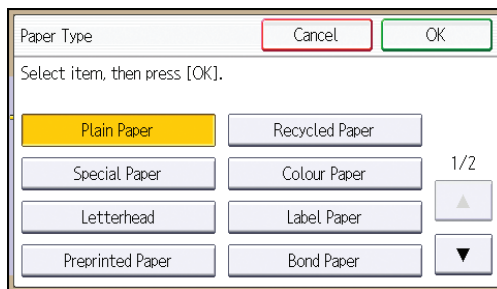 Paper Type
Cancel
OK
Select item, then press [OK].
Plain Paper
Recycled Paper
Special Paper
Colour Paper
1/2
▲
Letterhead
Label Paper
Preprinted Paper
Bond Paper
▼